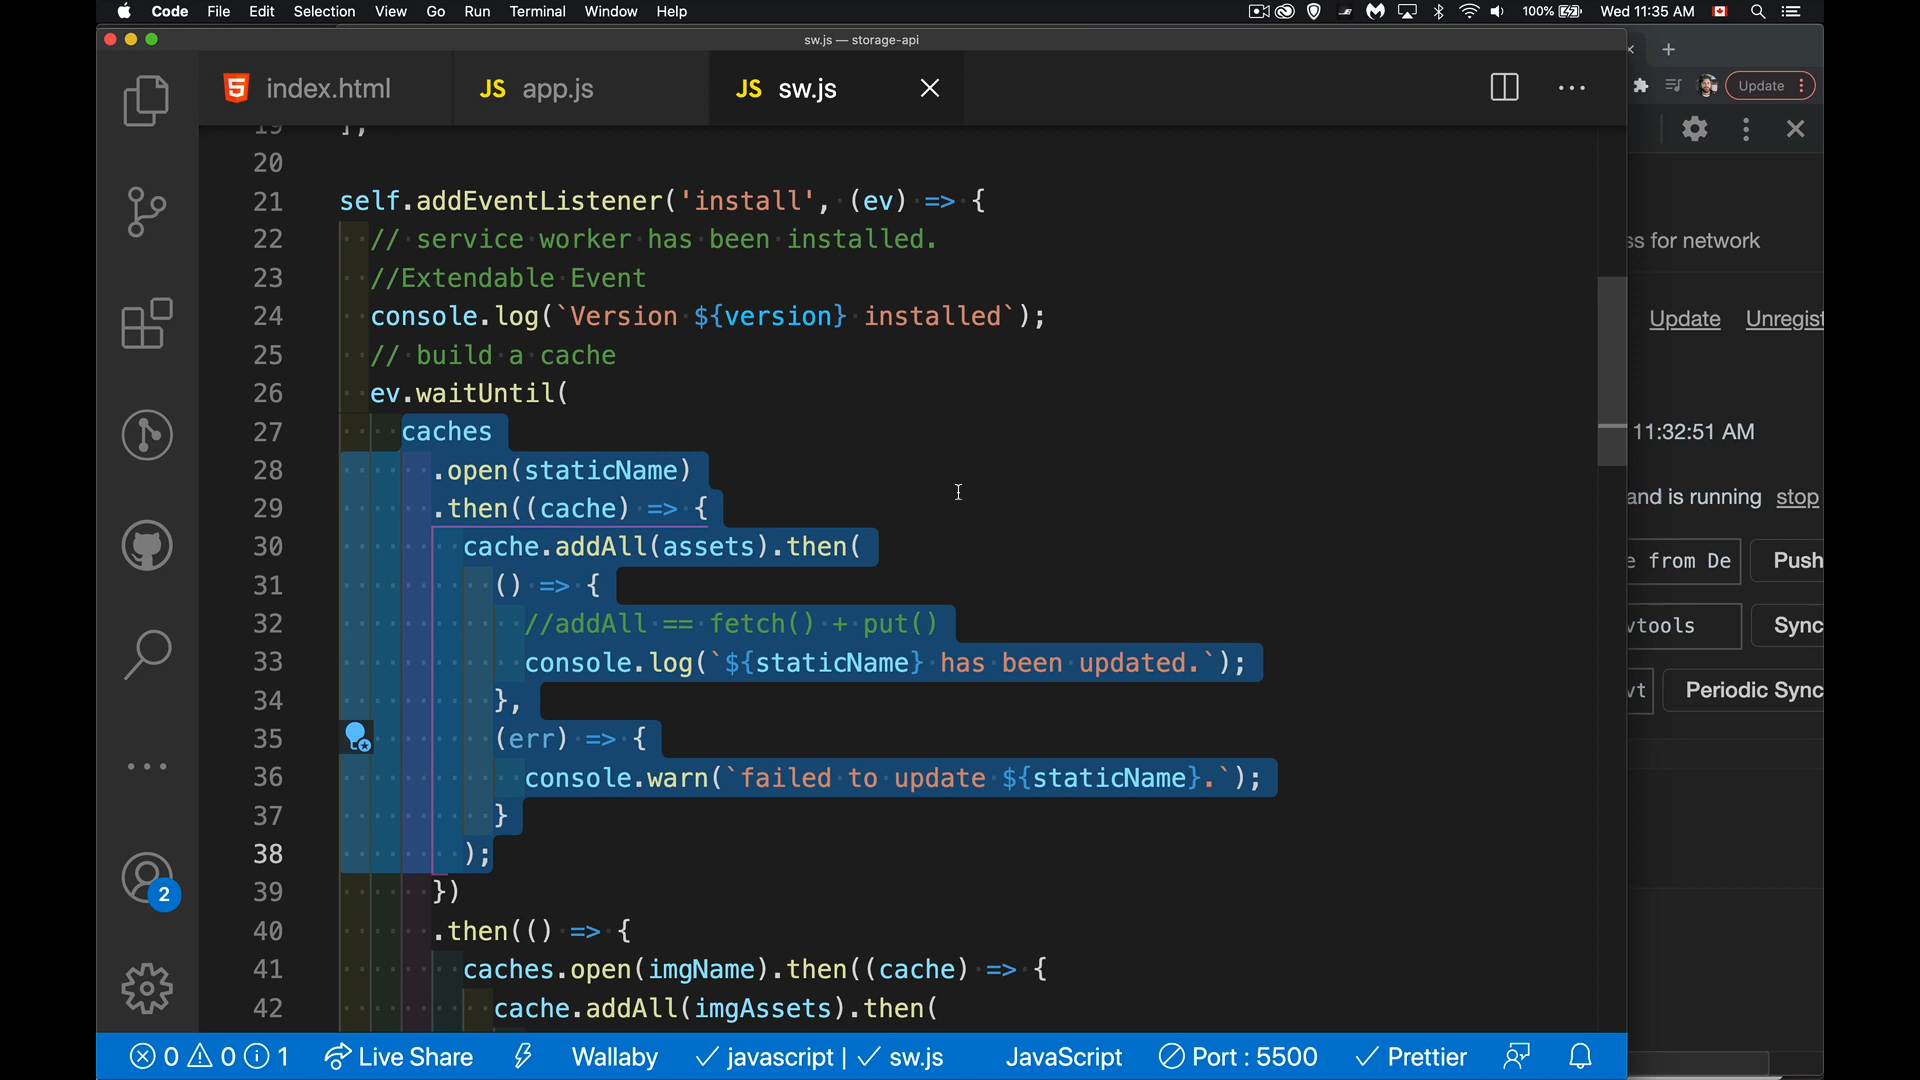 Code File Edit Selection View Go Run Terminal Window Help 100% Wed 11:35 AM
sw.js — storage-api
index.html JS app.js JS sw.js
Update
19 ];
20
21 self.addEventListener('install', (ev) => {
22 // service worker has been installed.
23 //Extendable Event
24 console.log(`Version ${version} installed`);
25 // build a cache
26 ev.waitUntil(
27 caches
28 .open(staticName)
29 .then((cache) => {
30 cache.addAll(assets).then(
31 () => {
32 //addAll == fetch() + put()
33 console.log(`${staticName} has been updated.`);
34 },
35 (err) => {
36 console.warn(`failed to update ${staticName}.`);
37 }
38 );
39 })
40 .then(() => {
41 caches.open(imgName).then((cache) => {
42 cache.addAll(imgAssets).then(
ss for network
Update Unregist
11:32:51 AM
and is running stop
e from De Push
vtools Sync
vt Periodic Sync
2
0 0 1 Live Share Wallaby javascript | sw.js JavaScript Port : 5500 Prettier